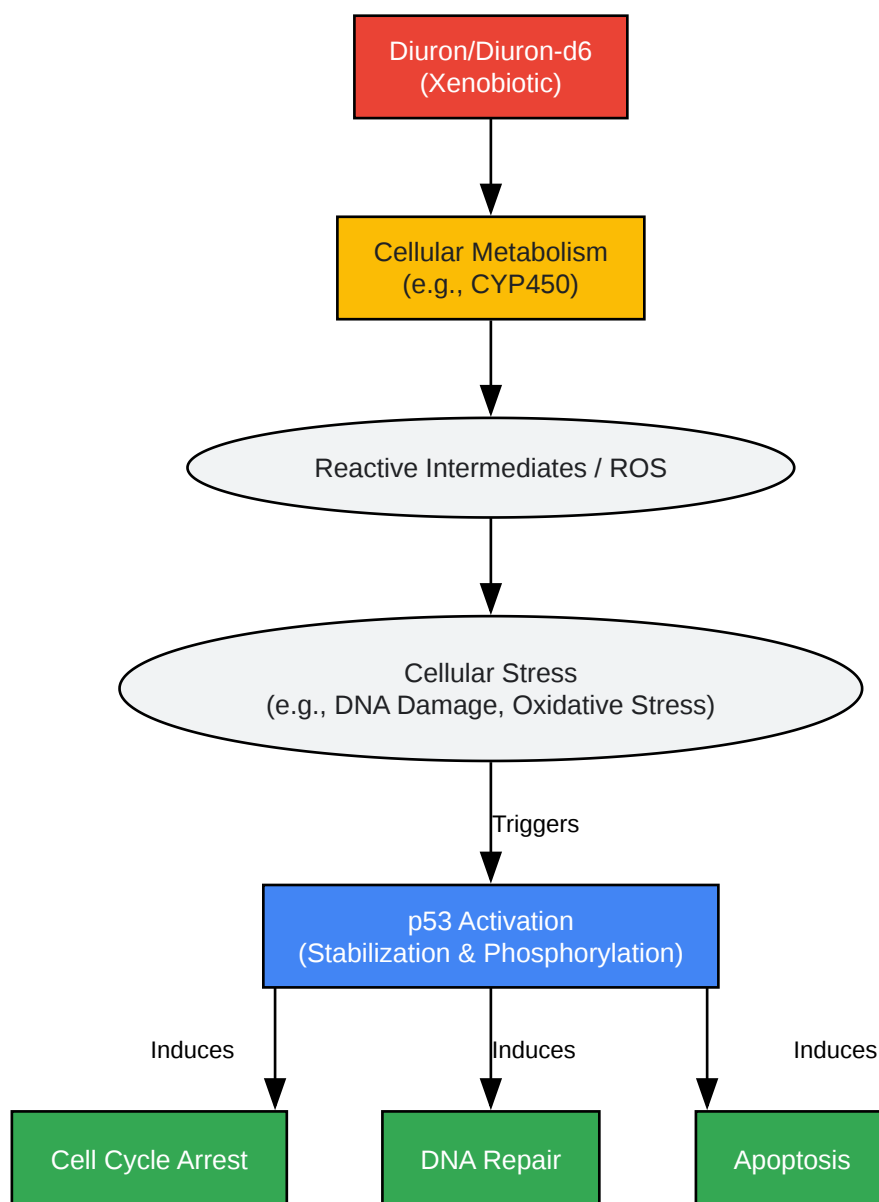 Diuron/Diuron-d6
(Xenobiotic)
Cellular Metabolism
(e.g., CYP450)
Reactive Intermediates / ROS
Cellular Stress
(e.g., DNA Damage, Oxidative Stress)
Triggers
p53 Activation
(Stabilization & Phosphorylation)
Induces
Induces
Induces
Cell Cycle Arrest
DNA Repair
Apoptosis